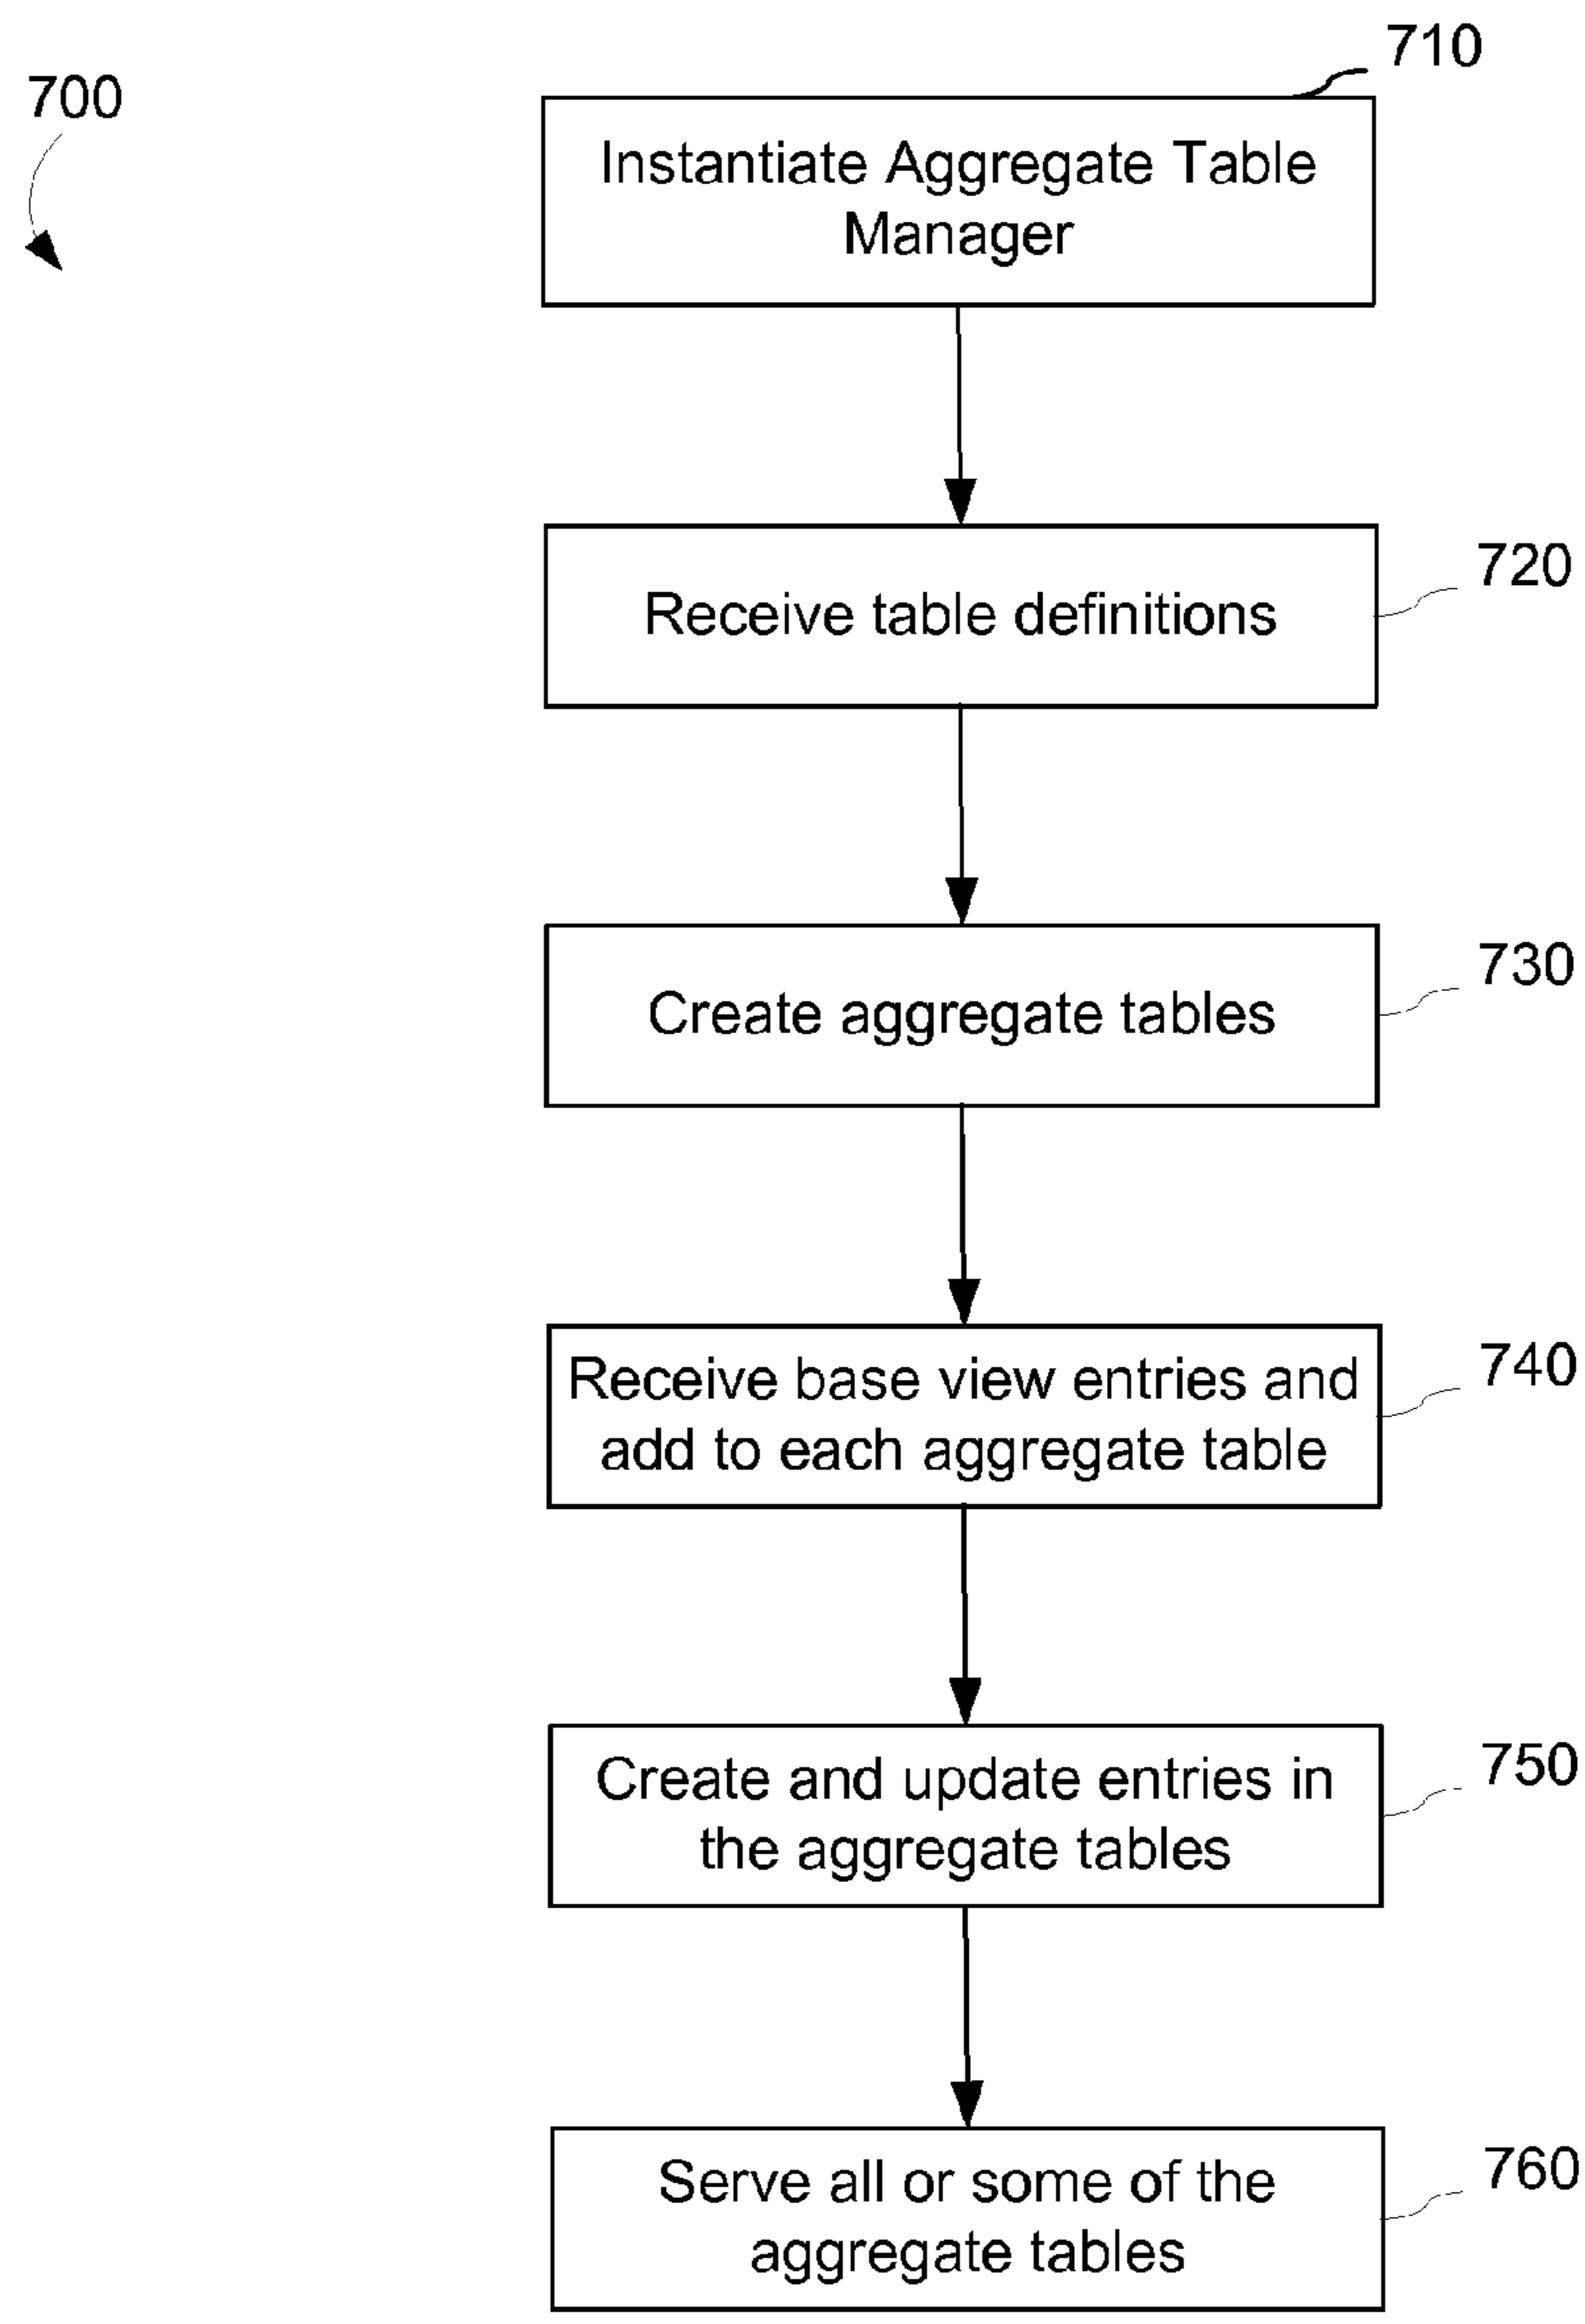 700
710
Instantiate Aggregate Table
Manager
720
Receive table definitions
730
Create aggregate tables
740
Receive base view entries and
add to each aggregate table
750
Create and update entries in
the aggregate tables
760
Serve all or some of the
aggregate tables